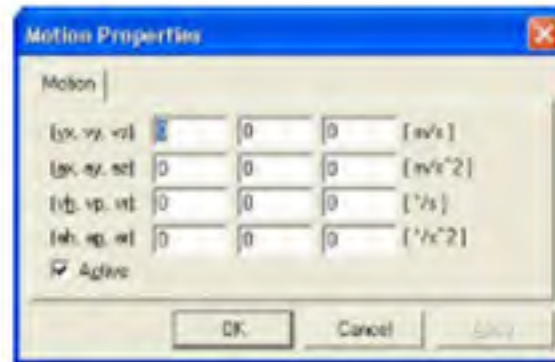 Motion Properties
Motion
(vx, vy, vz) 0 0 0 [ m/s ]
(ax, ay, az) 0 0 0 [ m/s^2 ]
(vh, vp, vr) 0 0 0 [ °/s ]
(ah, ap, ar) 0 0 0 [ °/s^2 ]
Active
OK Cancel Apply